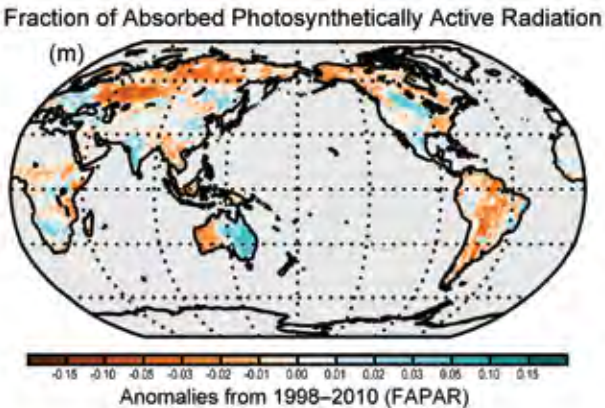 Fraction of Absorbed Photosynthetically Active Radiation
(m)
-0.15 -0.10 -0.05 -0.03 -0.02 -0.01 0.00 0.01 0.02 0.03 0.05 0.10 0.15
Anomalies from 1998–2010 (FAPAR)